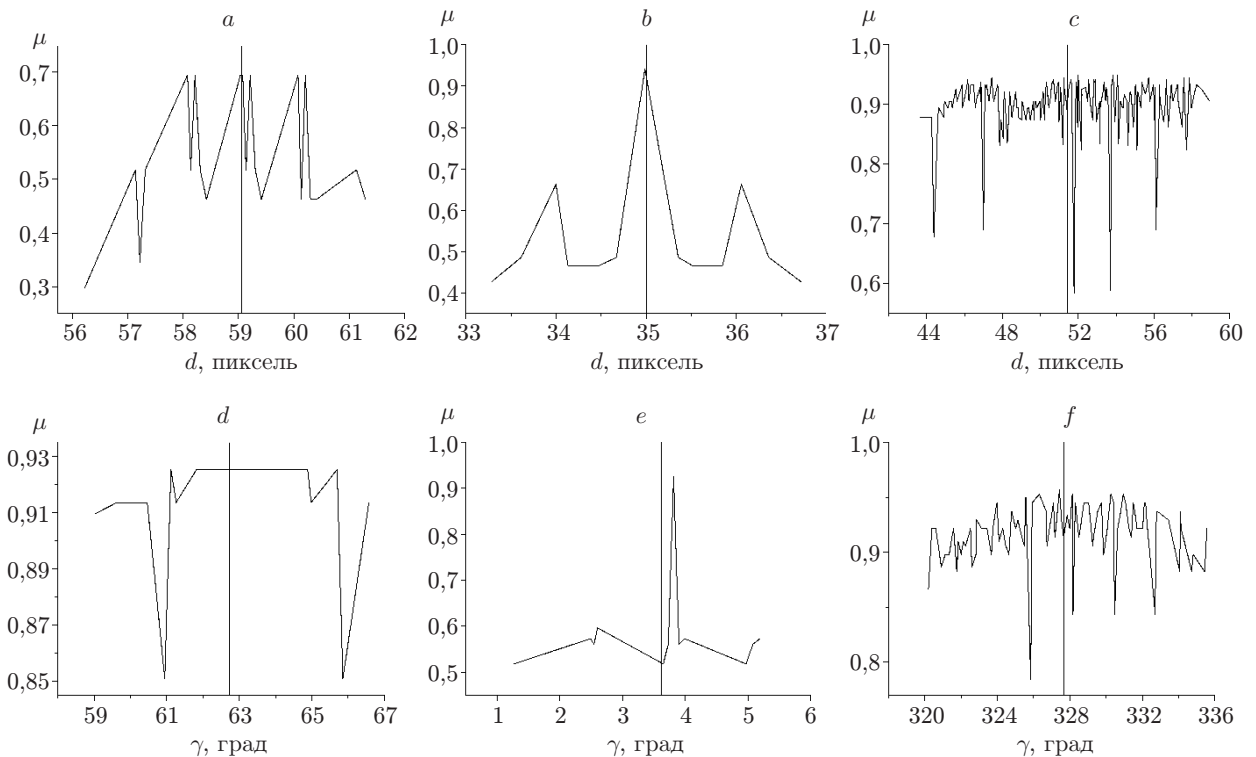 a
μ
0,7
0,6
0,5
0,4
0,3
56 57 58 59 60 61 62
d, пиксель
b
μ
1,0
0,9
0,8
0,7
0,6
0,5
0,4
33 34 35 36 37
d, пиксель
c
μ
1,0
0,9
0,8
0,7
0,6
44 48 52 56 60
d, пиксель
d
μ
0,93
0,91
0,89
0,87
0,85
59 61 63 65 67
γ, град
e
μ
1,0
0,9
0,8
0,7
0,6
0,5
1 2 3 4 5 6
γ, град
f
μ
1,0
0,9
0,8
320 324 328 332 336
γ, град